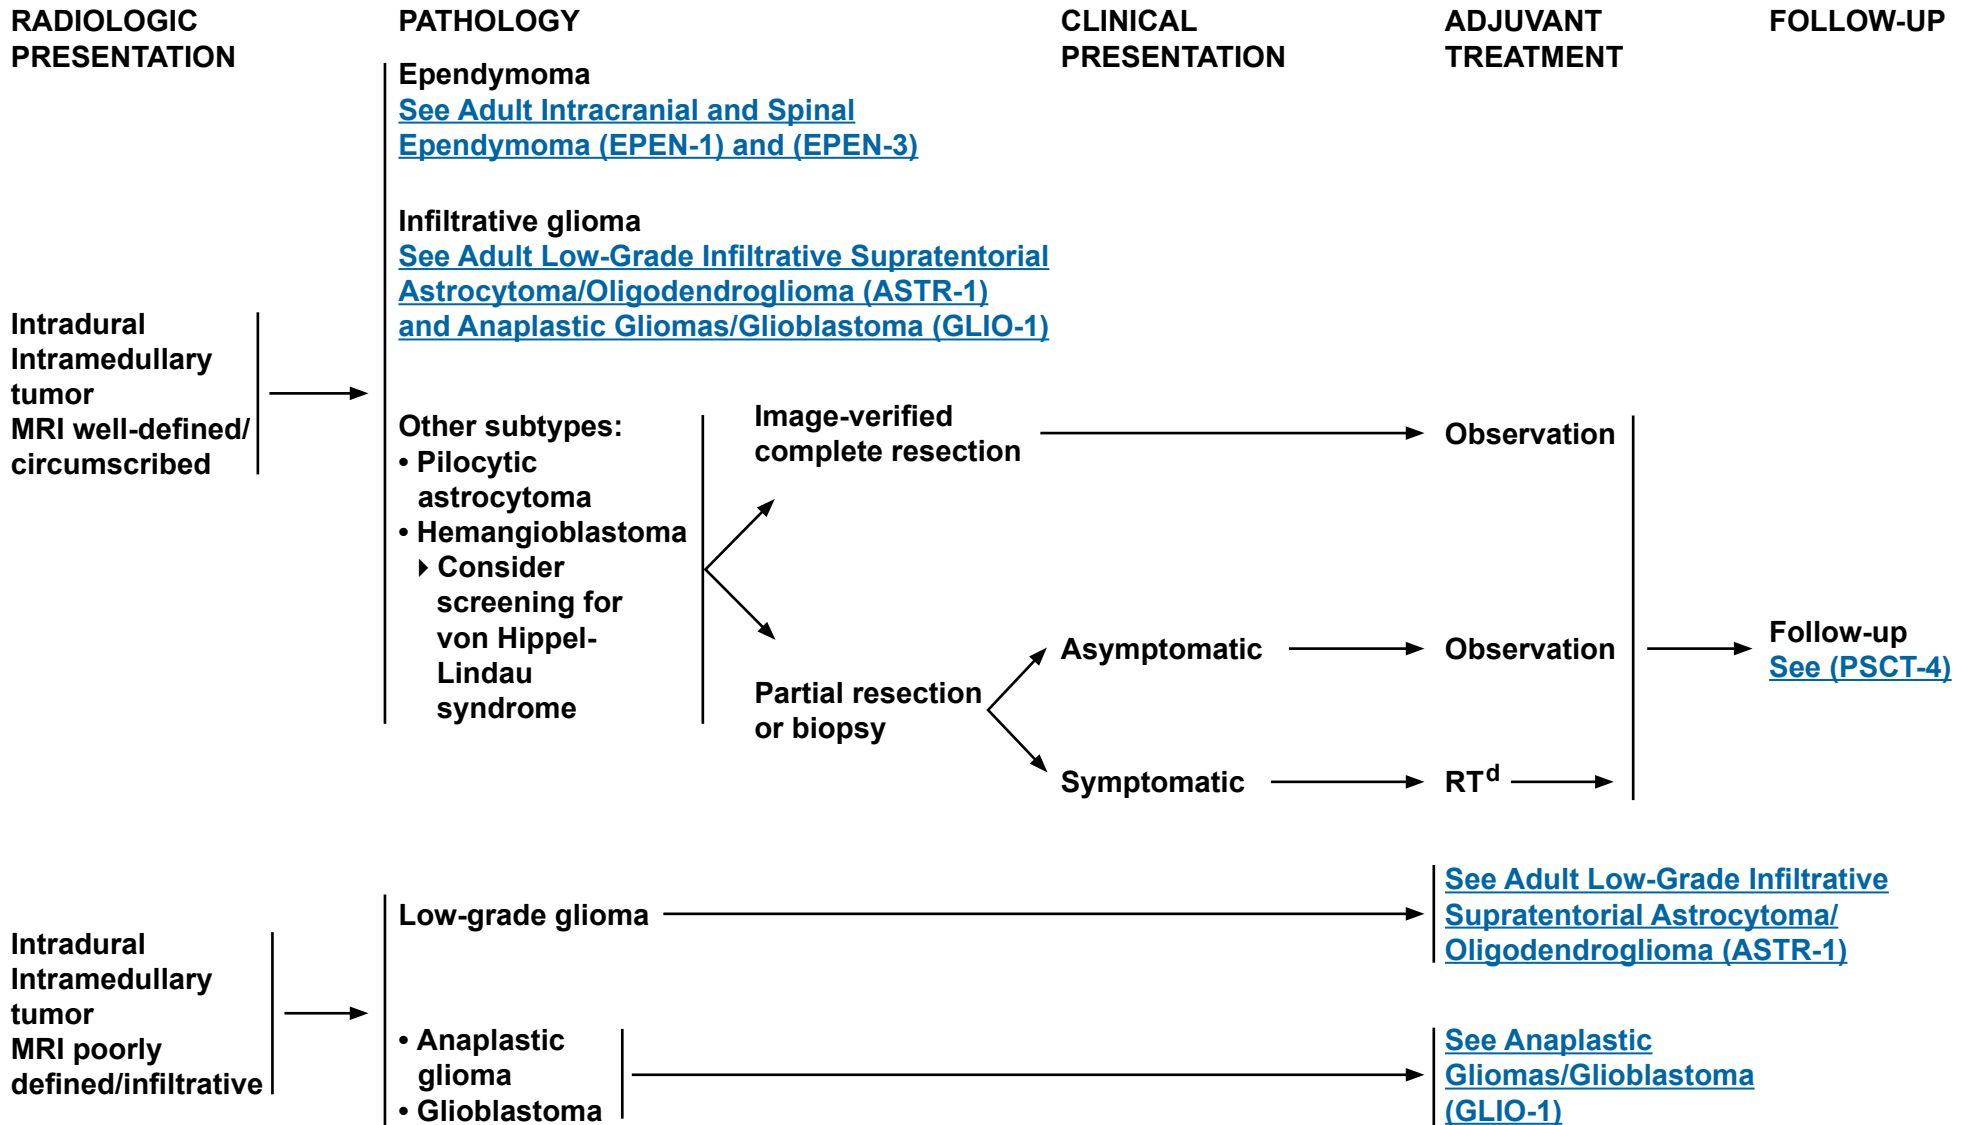 RADIOLOGIC
PRESENTATION
PATHOLOGY
CLINICAL
PRESENTATION
ADJUVANT
TREATMENT
FOLLOW-UP
Intradural
Intramedullary
tumor
MRI well-defined/
circumscribed
Ependymoma
See Adult Intracranial and Spinal
Ependymoma (EPEN-1) and (EPEN-3)
Infiltrative glioma
See Adult Low-Grade Infiltrative Supratentorial
Astrocytoma/Oligodendroglioma (ASTR-1)
and Anaplastic Gliomas/Glioblastoma (GLIO-1)
Other subtypes:
• Pilocytic
astrocytoma
• Hemangioblastoma
‣ Consider
screening for
von Hippel-
Lindau
syndrome
Image-verified
complete resection
Observation
Partial resection
or biopsy
Asymptomatic
Observation
Symptomatic
RTd
Follow-up
See (PSCT-4)
Intradural
Intramedullary
tumor
MRI poorly
defined/infiltrative
Low-grade glioma
See Adult Low-Grade Infiltrative
Supratentorial Astrocytoma/
Oligodendroglioma (ASTR-1)
• Anaplastic
glioma
• Glioblastoma
See Anaplastic
Gliomas/Glioblastoma
(GLIO-1)